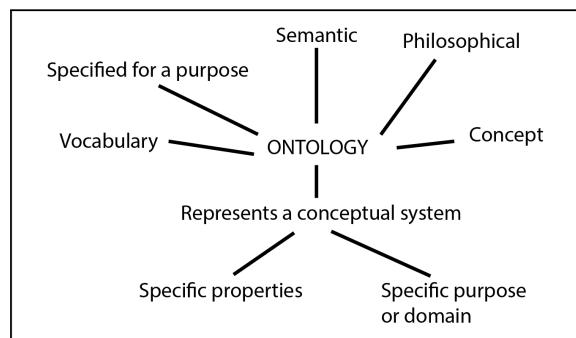 Semantic
Philosophical
Specified for a purpose
Vocabulary
ONTOLOGY
Concept
Represents a conceptual system
Specific properties
Specific purpose
or domain